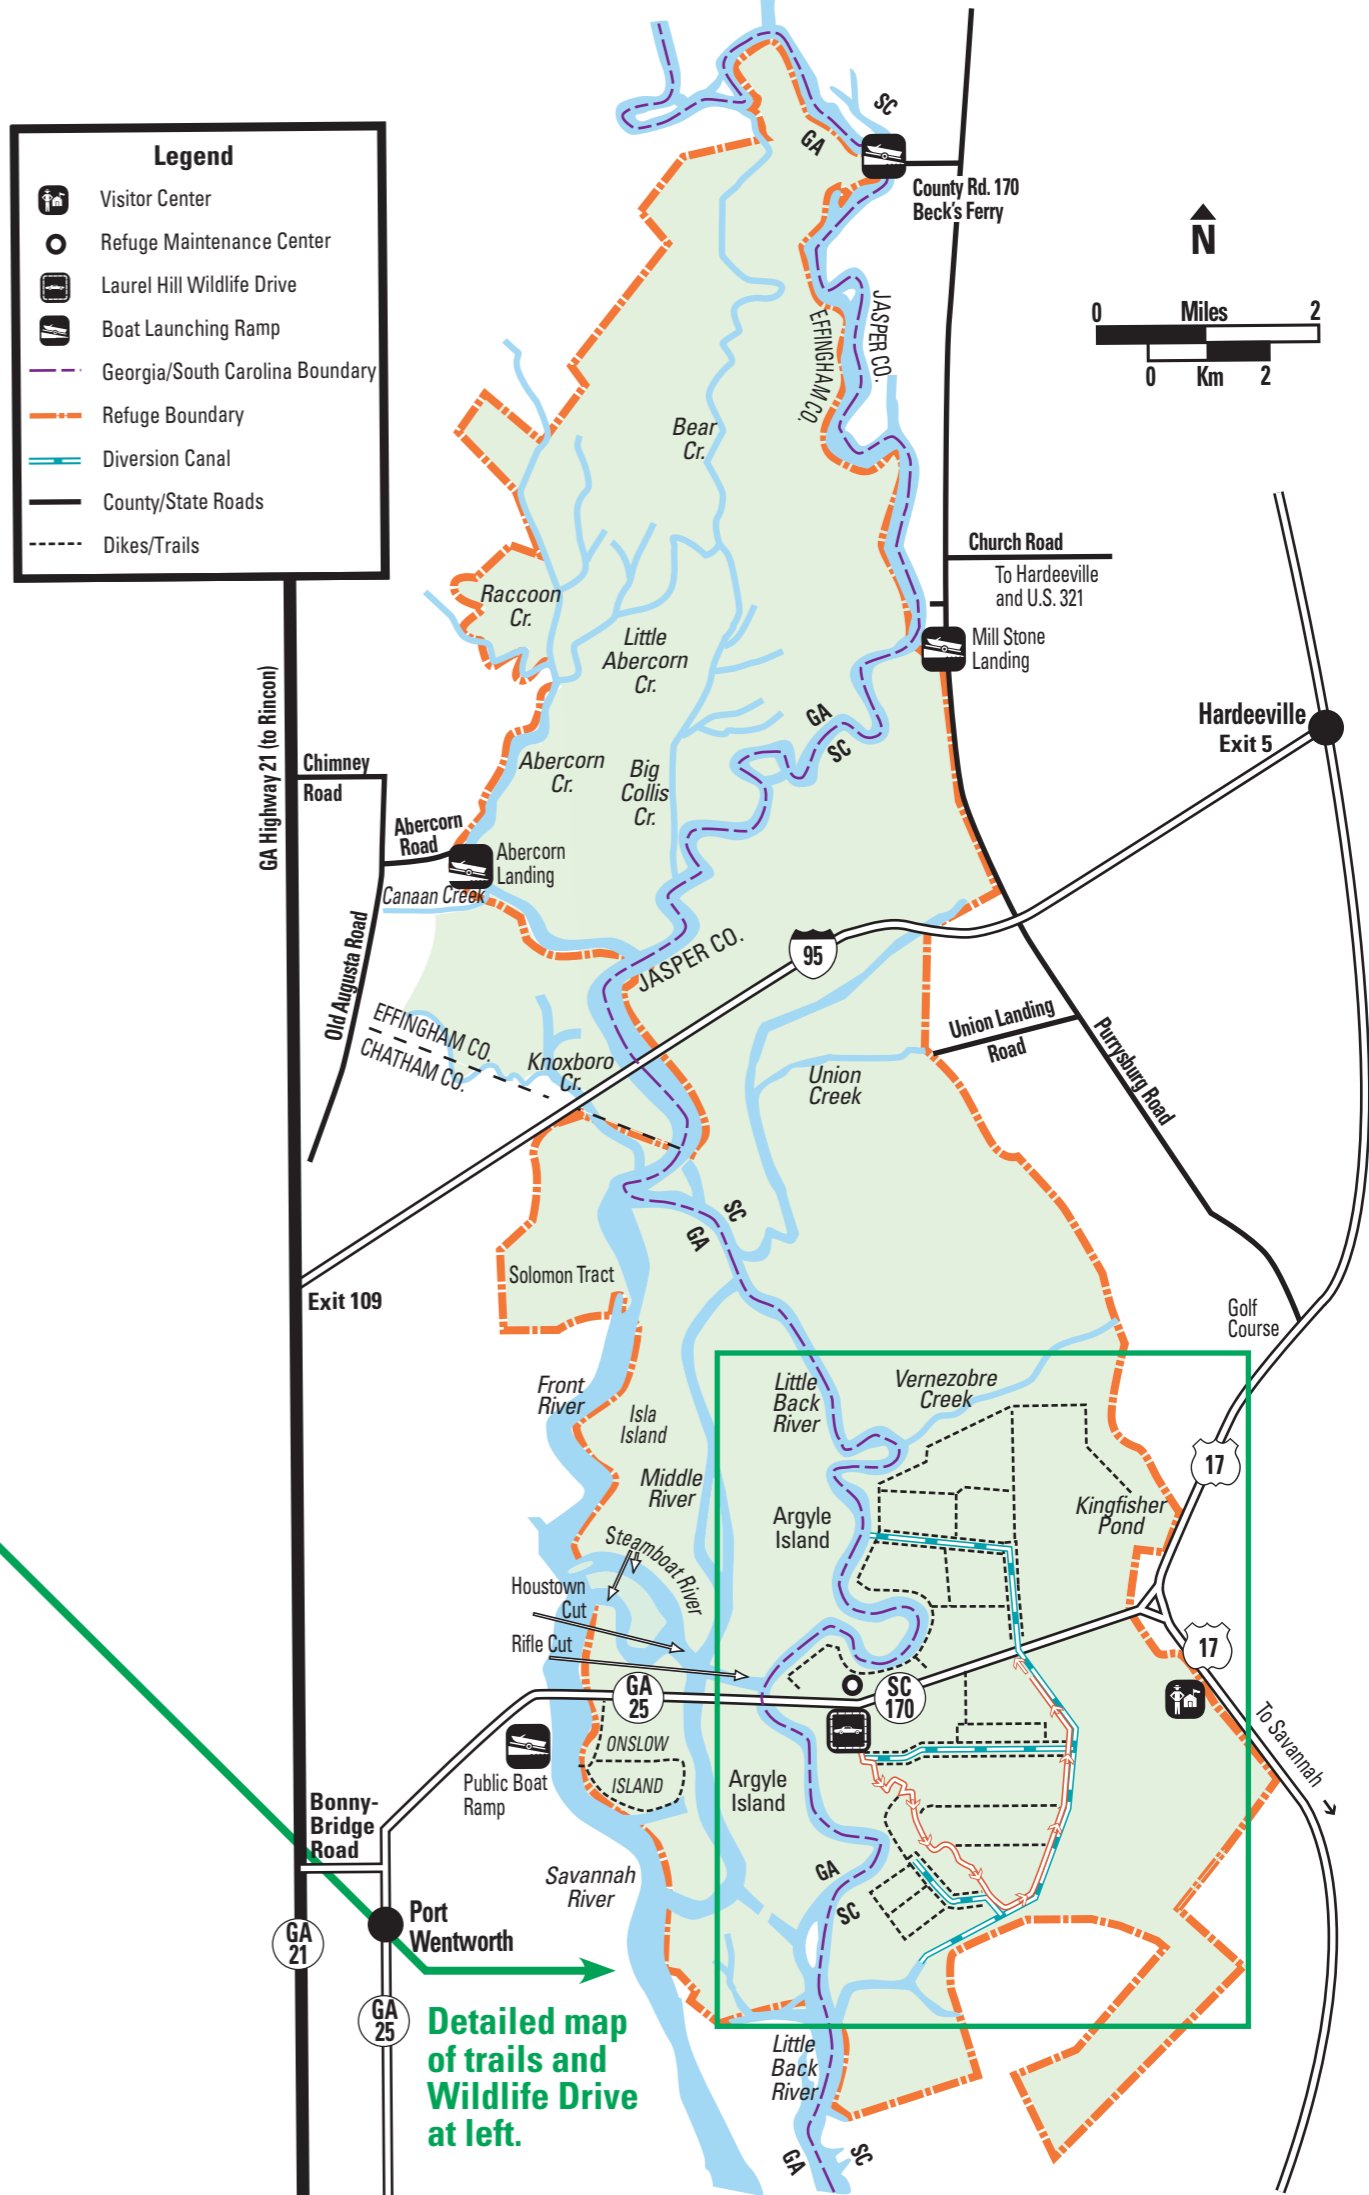 Legend
Visitor Center
Refuge Maintenance Center
Laurel Hill Wildlife Drive
Boat Launching Ramp
Georgia/South Carolina Boundary
Refuge Boundary
Diversion Canal
County/State Roads
Dikes/Trails
SC
GA
County Rd. 170
Beck's Ferry
N
0 Miles 2
0 Km 2
JASPER CO.
EFFINGHAM CO.
Bear
Cr.
Church Road
To Hardeeville
and U.S. 321
Raccoon
Cr.
Little
Abercorn
Cr.
Mill Stone
Landing
GA Highway 21 (to Rincon)
GA
SC
Hardeeville
Exit 5
Chimney
Road
Abercorn
Cr.
Big
Collis
Cr.
Abercorn
Road
Abercorn
Landing
Canaan Creek
Old Augusta Road
JASPER CO.
95
EFFINGHAM CO.
CHATHAM CO.
Knoxboro
Cr.
Union Landing
Road
Purrysburg Road
Union
Creek
SC
GA
Solomon Tract
Exit 109
Golf
Course
Front
River
Isla
Island
Little
Back
River
Vernezobre
Creek
17
Middle
River
Argyle
Island
Kingfisher
Pond
Steamboat River
Houstown
Cut
Rifle Cut
17
GA
25
SC
170
To Savannah
ONSLOW
ISLAND
Public Boat
Ramp
Argyle
Island
Bonny-
Bridge
Road
GA
SC
Savannah
River
Port
Wentworth
GA
21
GA
25
Detailed map
of trails and
Wildlife Drive
at left.
Little
Back
River
GA
SC